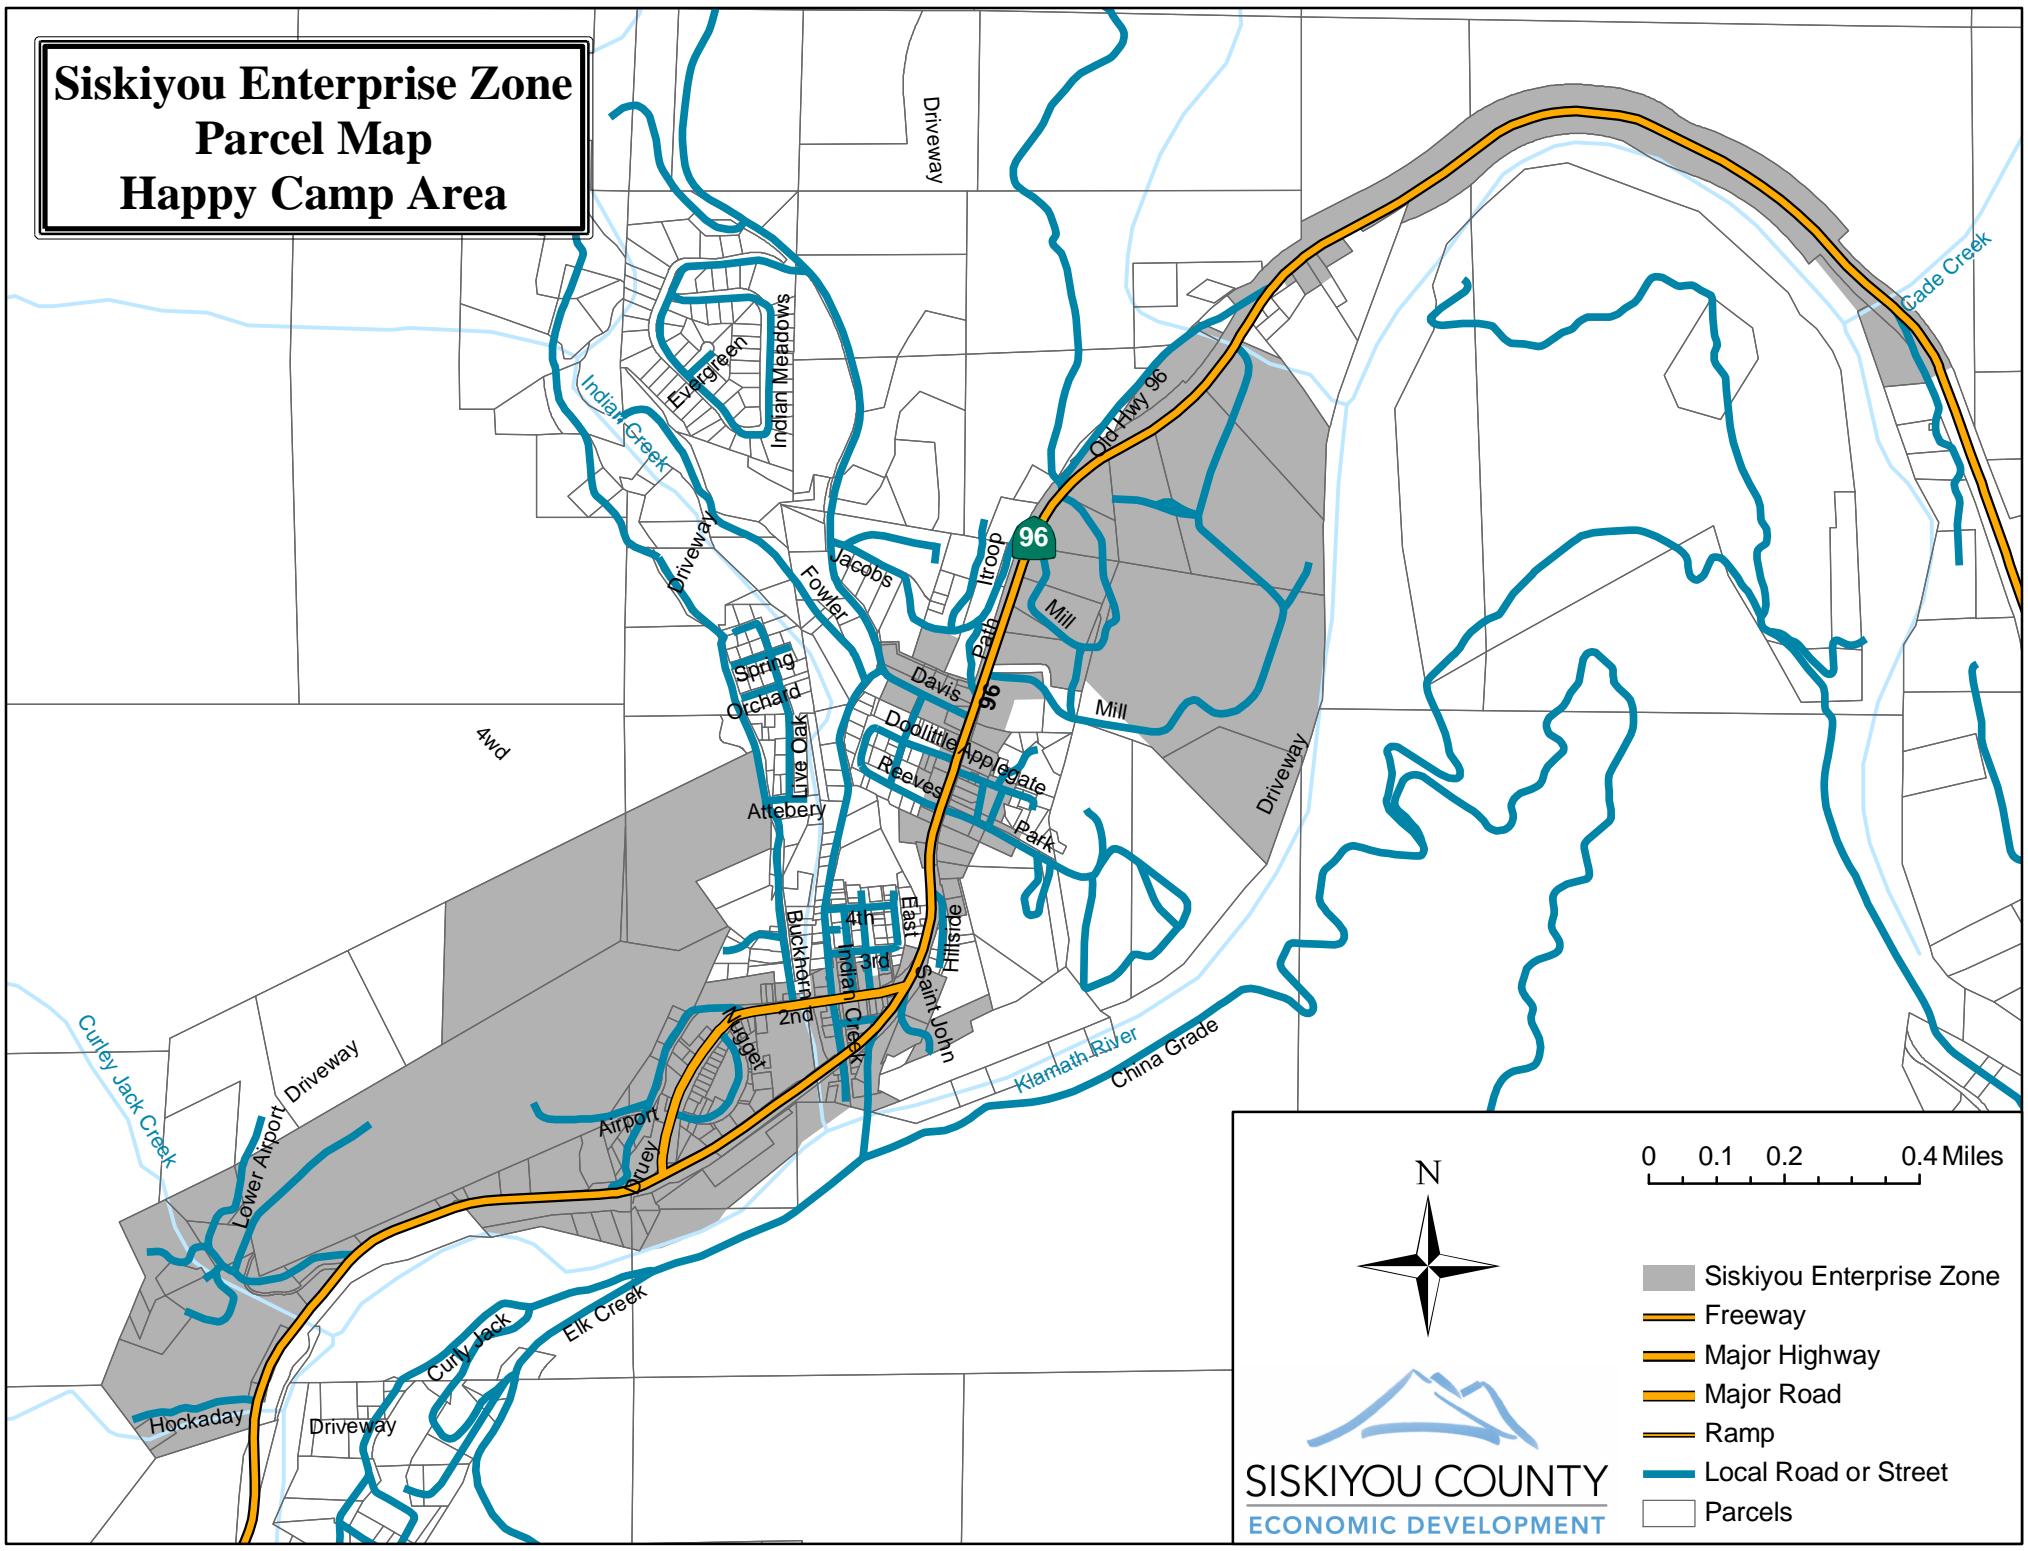 Siskiyou Enterprise Zone
Parcel Map
Happy Camp Area
Driveway
Cade Creek
Indian Meadows
Evergreen
Indian Creek
Old Hwy 96
96
Driveway
Jacobs
Itroop
Fowler
Mill
Path
Spring
Davis
Orchard
96
Mill
4wd
Live Oak
Doolittle
Applegate
Reeves
Driveway
Attebery
Park
Buckhorn
4th
East
Hillside
3rd
Indian Creek
Saint John
2nd
Nugget
Klamath River
China Grade
Curley Jack Creek
Driveway
Lower Airport
Airport
Druey
Elk Creek
Curly Jack
Hockaday
Driveway
N
0 0.1 0.2 0.4 Miles
Siskiyou Enterprise Zone
Freeway
Major Highway
Major Road
Ramp
Local Road or Street
Parcels
SISKIYOU COUNTY
ECONOMIC DEVELOPMENT